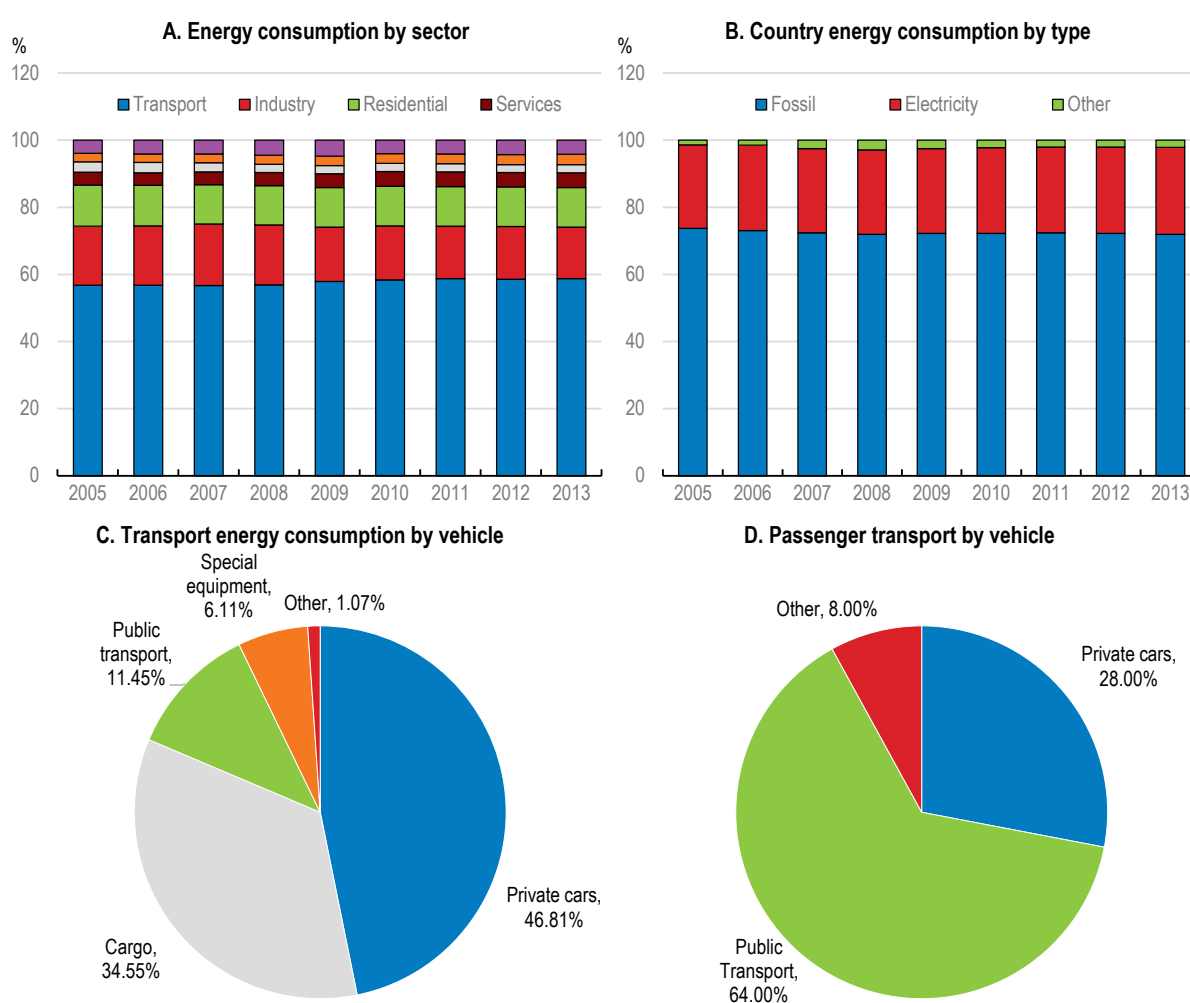 A. Energy consumption by sector
%
120
100
80
60
40
20
0
Transport Industry Residential Services
2005 2006 2007 2008 2009 2010 2011 2012 2013
B. Country energy consumption by type
%
120
100
80
60
40
20
0
Fossil Electricity Other
2005 2006 2007 2008 2009 2010 2011 2012 2013
C. Transport energy consumption by vehicle
Special
equipment,
6.11%
Other, 1.07%
Public
transport,
11.45%
Private cars,
46.81%
Cargo,
34.55%
D. Passenger transport by vehicle
Other, 8.00%
Private cars,
28.00%
Public
Transport,
64.00%